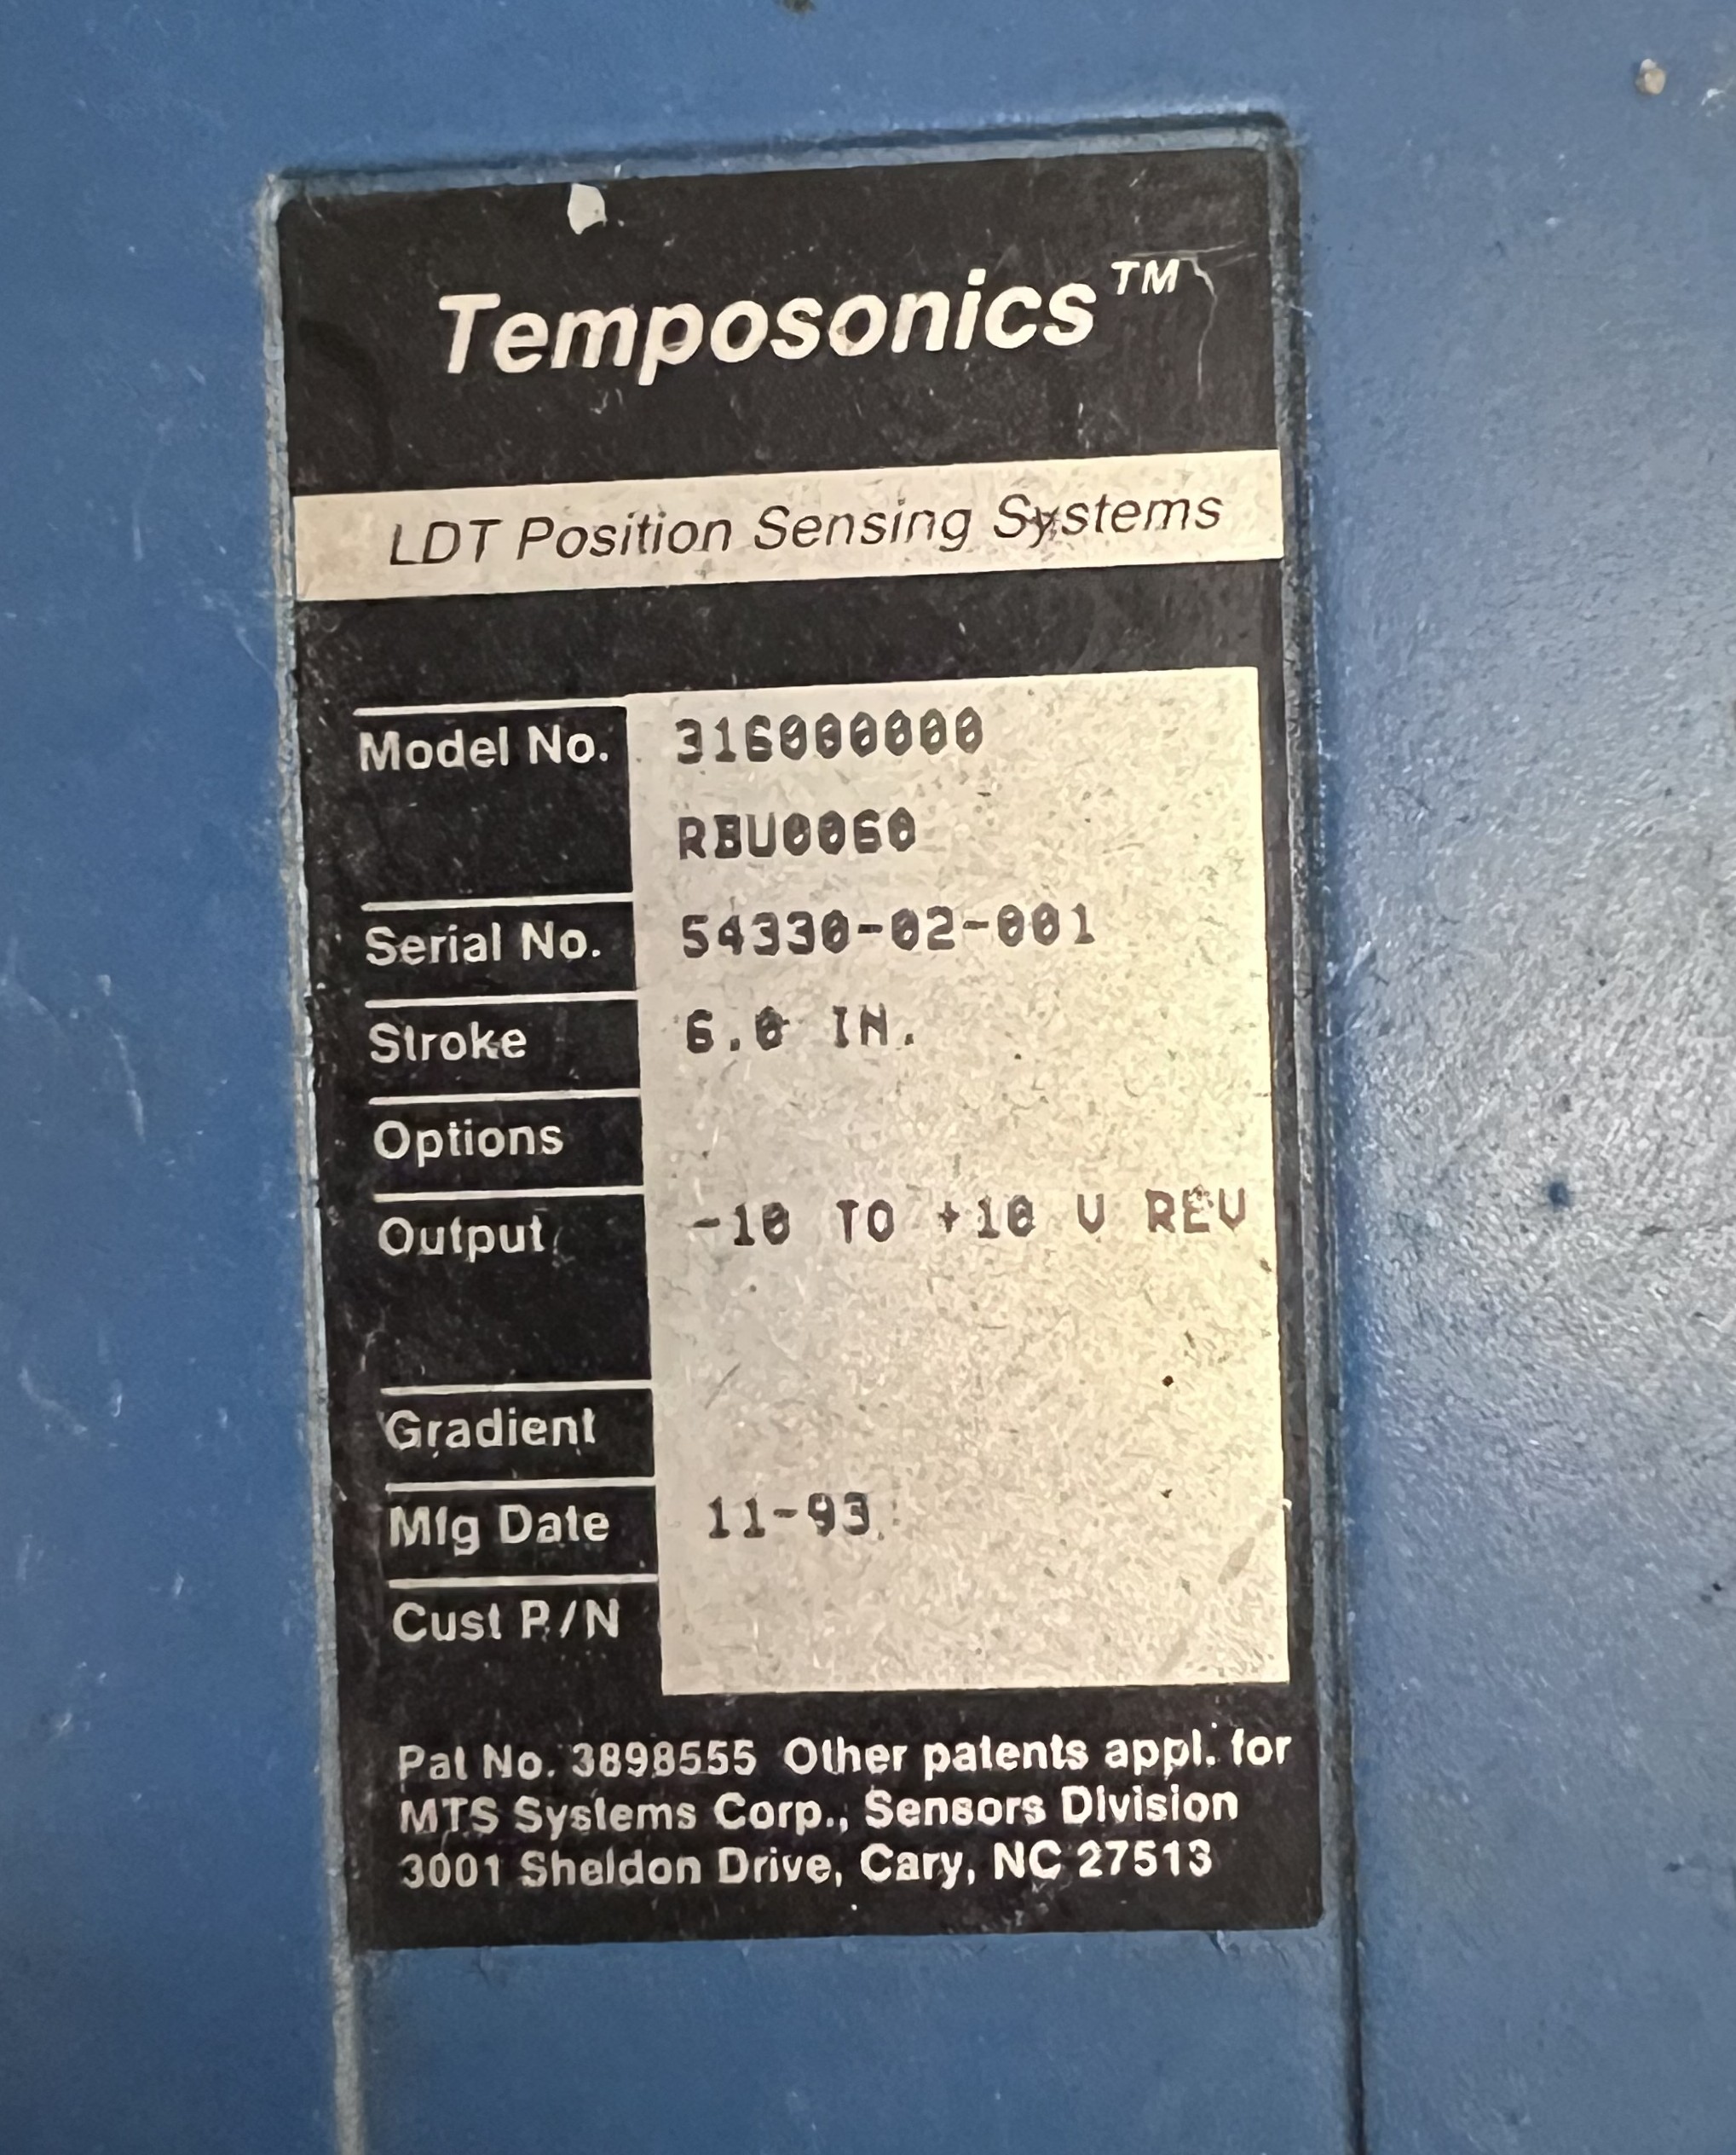 Temposonics™
LDT Position Sensing Systems
Model No. 316000000
RBU0060
Serial No. 54330-02-001
Stroke 6.0 IN.
Options
Output -10 TO +10 V REV
Gradient
Mfg Date 11-93
Cust P/N
Pat No. 3898555 Other patents appl. for
MTS Systems Corp., Sensors Division
3001 Sheldon Drive, Cary, NC 27513